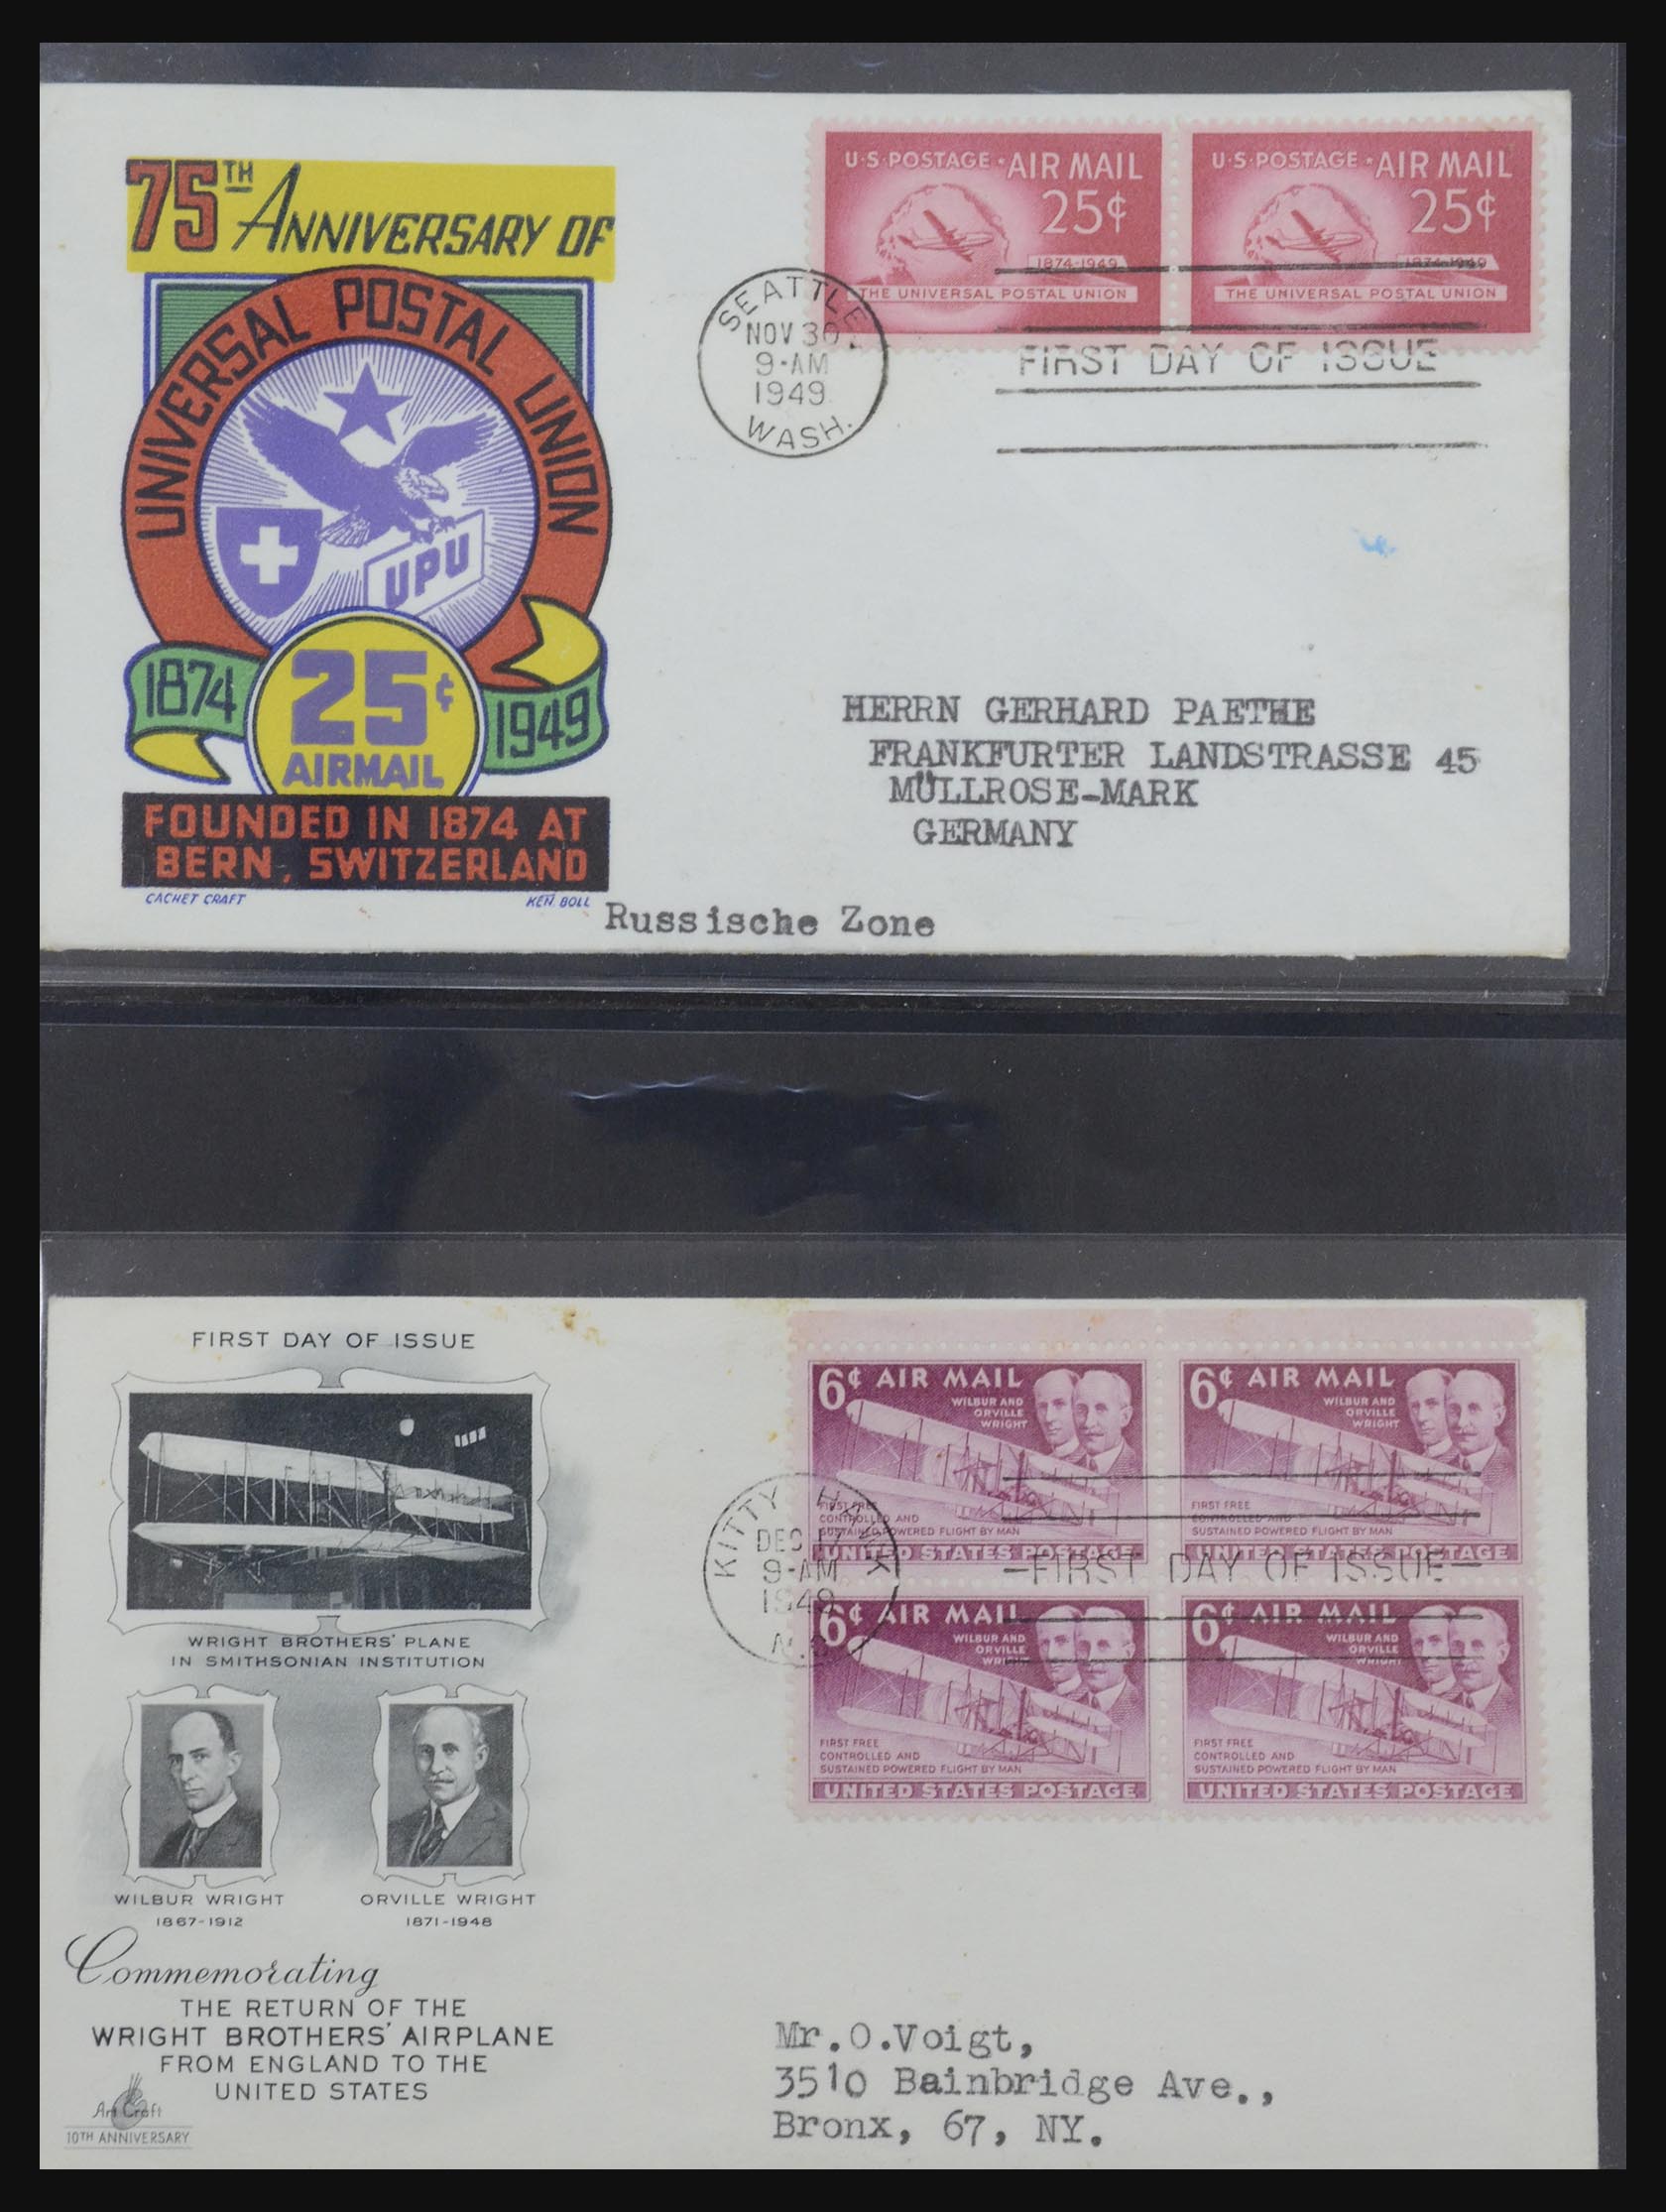 75TH ANNIVERSARY OF
UNIVERSAL POSTAL UNION
UPU
1874
25¢
1949
AIRMAIL
FOUNDED IN 1874 AT
BERN, SWITZERLAND
CACHET CRAFT
KEN. BOLL
U·S·POSTAGE · AIR MAIL
25¢
1874-1949
THE UNIVERSAL POSTAL UNION
U·S·POSTAGE · AIR MAIL
25¢
1874-1949
THE UNIVERSAL POSTAL UNION
SEATTLE,
NOV 30
9-AM
1949
WASH.
FIRST DAY OF ISSUE
HERRN GERHARD PAETHE
FRANKFURTER LANDSTRASSE 45
MÜLLROSE-MARK
GERMANY
Russische Zone
FIRST DAY OF ISSUE
WRIGHT BROTHERS' PLANE
IN SMITHSONIAN INSTITUTION
WILBUR WRIGHT
1867-1912
ORVILLE WRIGHT
1871-1948
Commemorating
THE RETURN OF THE
WRIGHT BROTHERS' AIRPLANE
FROM ENGLAND TO THE
UNITED STATES
Art Craft
10TH ANNIVERSARY
6¢ AIR MAIL
WILBUR AND
ORVILLE
WRIGHT
FIRST FREE
CONTROLLED AND
SUSTAINED POWERED FLIGHT BY MAN
UNITED STATES POSTAGE
6¢ AIR MAIL
WILBUR AND
ORVILLE
WRIGHT
FIRST FREE
CONTROLLED AND
SUSTAINED POWERED FLIGHT BY MAN
UNITED STATES POSTAGE
KITTY HAWK
DEC 17
9-AM
1949
N.C.
—FIRST DAY OF ISSUE—
6¢ AIR MAIL
WILBUR AND
ORVILLE
WRIGHT
FIRST FREE
CONTROLLED AND
SUSTAINED POWERED FLIGHT BY MAN
UNITED STATES POSTAGE
6¢ AIR MAIL
WILBUR AND
ORVILLE
WRIGHT
FIRST FREE
CONTROLLED AND
SUSTAINED POWERED FLIGHT BY MAN
UNITED STATES POSTAGE
Mr.O.Voigt,
3510 Bainbridge Ave.,
Bronx, 67, NY.